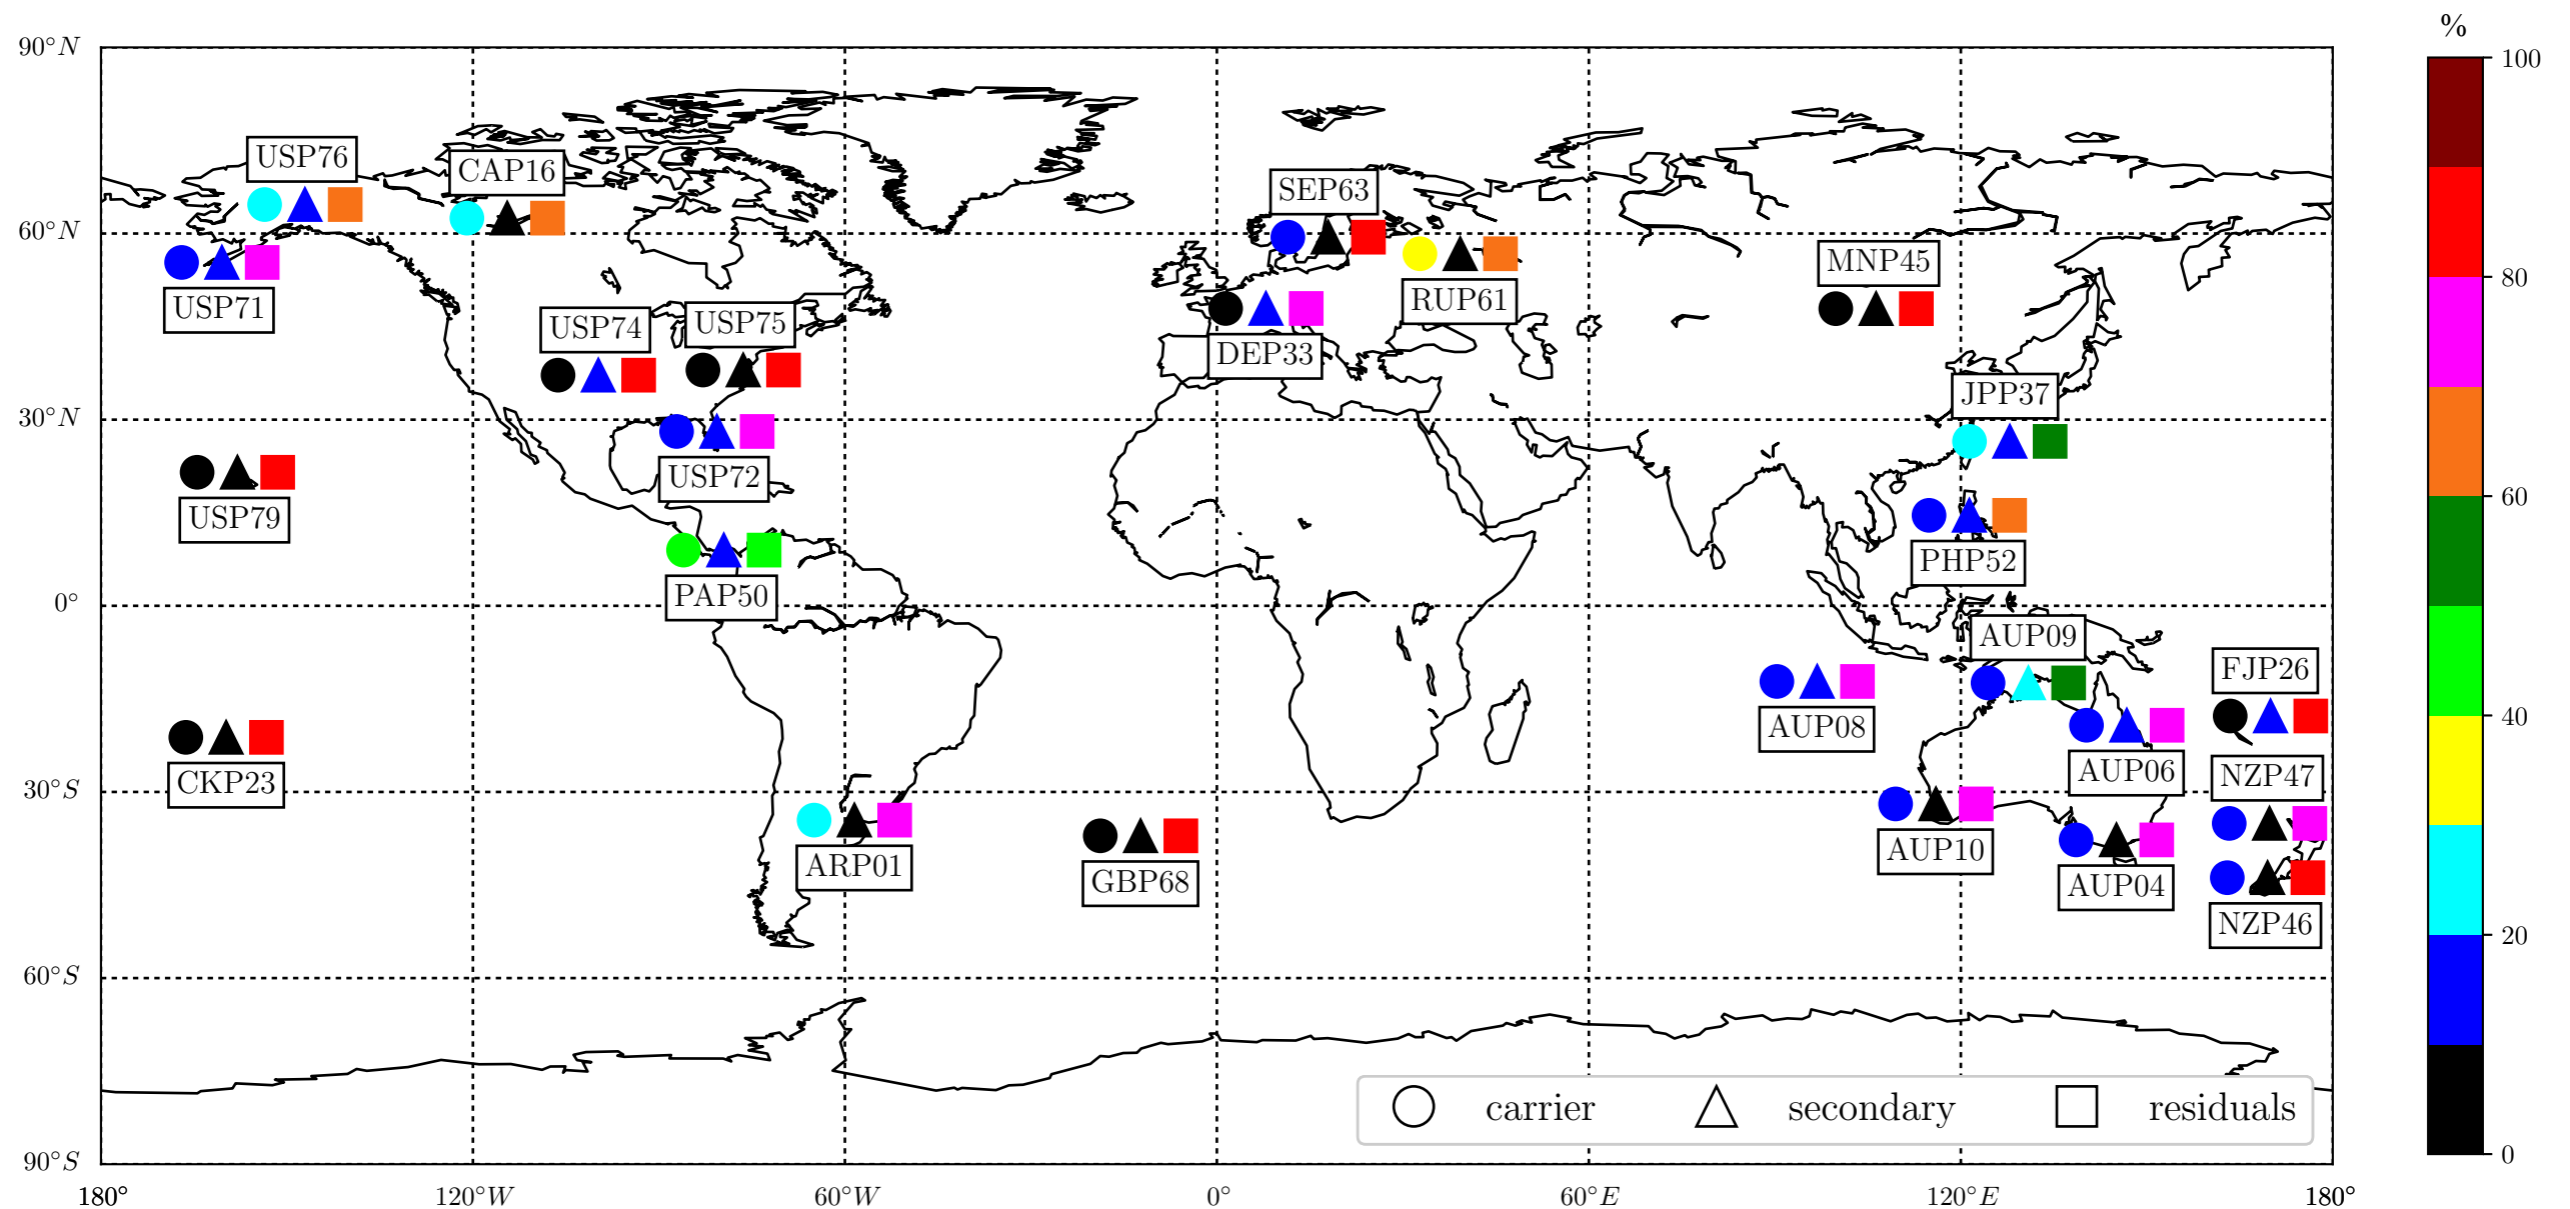 %
90°N
100
USP76
CAP16
SEP63
60°N
MNP45
80
USP71
RUP61
USP74
USP75
DEP33
JPP37
30°N
USP72
USP79
60
PHP52
PAP50
0°
AUP09
FJP26
AUP08
40
AUP06
NZP47
CKP23
30°S
AUP10
ARP01
GBP68
AUP04
NZP46
20
60°S
carrier secondary residuals
0
90°S
180° 120°W 60°W 0° 60°E 120°E 180°